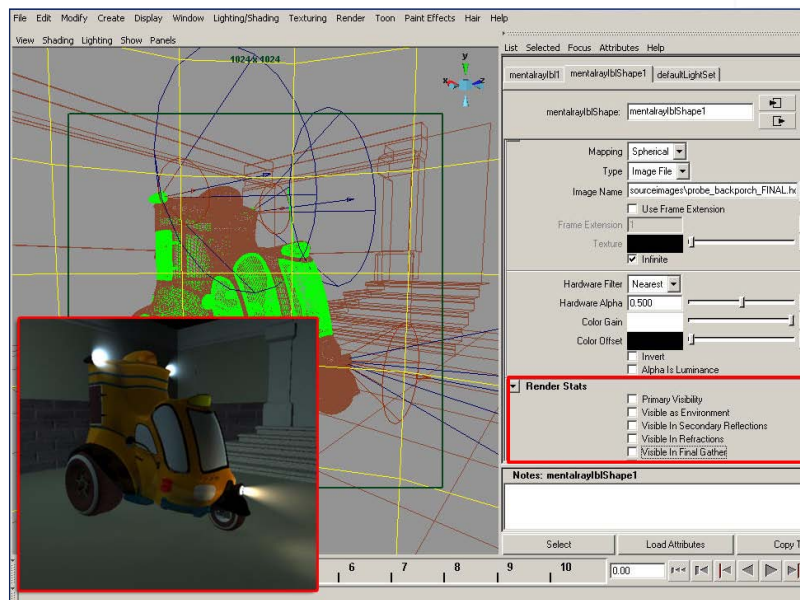 File Edit Modify Create Display Window Lighting/Shading Texturing Render Toon Paint Effects Hair Help
View Shading Lighting Show Panels
List Selected Focus Attributes Help
1024 x 1024
y
x
z
mentalrayIbl1 mentalrayIblShape1 defaultLightSet
mentalrayIblShape: mentalrayIblShape1
Mapping Spherical
Type Image File
Image Name sourceimages\probe_backporch_FINAL.hd
Use Frame Extension
Frame Extension 1
Texture
Infinite
Hardware Filter Nearest
Hardware Alpha 0.500
Color Gain
Color Offset
Invert
Alpha Is Luminance
Render Stats
Primary Visibility
Visible as Environment
Visible In Secondary Reflections
Visible In Refractions
Visible In Final Gather
Notes: mentalrayIblShape1
Select Load Attributes Copy T
6 7 8 9 10 0.00